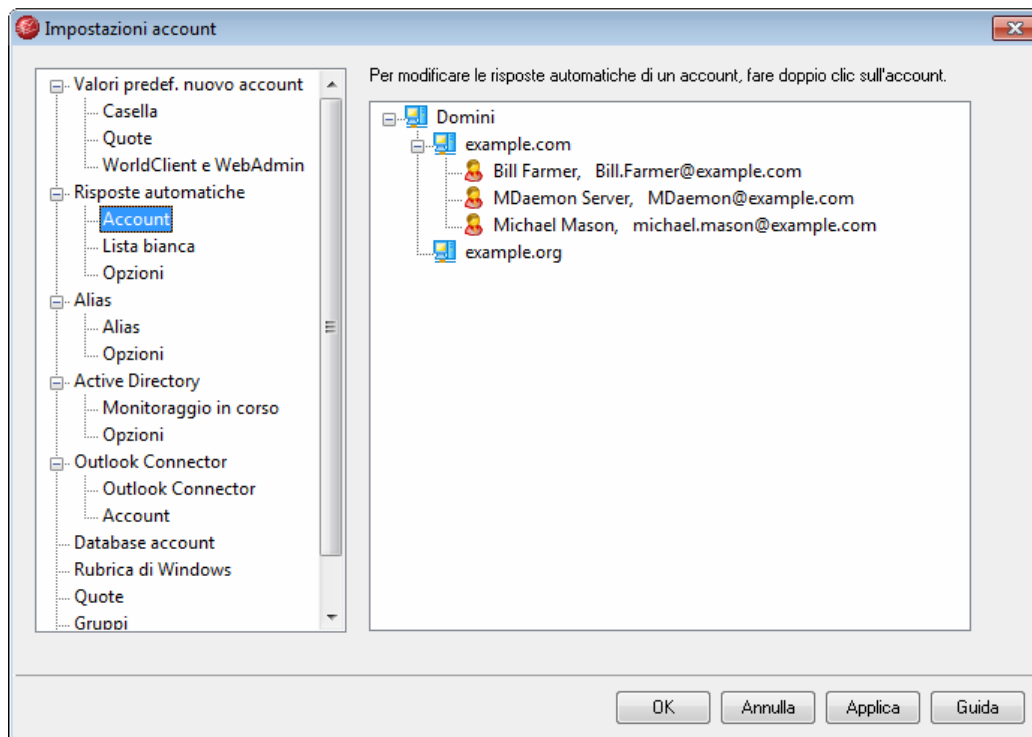 Impostazioni account
Valori predef. nuovo account
Casella
Quote
WorldClient e WebAdmin
Risposte automatiche
Account
Lista bianca
Opzioni
Alias
Alias
Opzioni
Active Directory
Monitoraggio in corso
Opzioni
Outlook Connector
Outlook Connector
Account
Database account
Rubrica di Windows
Quote
Gruppi
Per modificare le risposte automatiche di un account, fare doppio clic sull'account.
Domini
example.com
Bill Farmer, Bill.Farmer@example.com
MDaemon Server, MDaemon@example.com
Michael Mason, michael.mason@example.com
example.org
OK Annulla Applica Guida